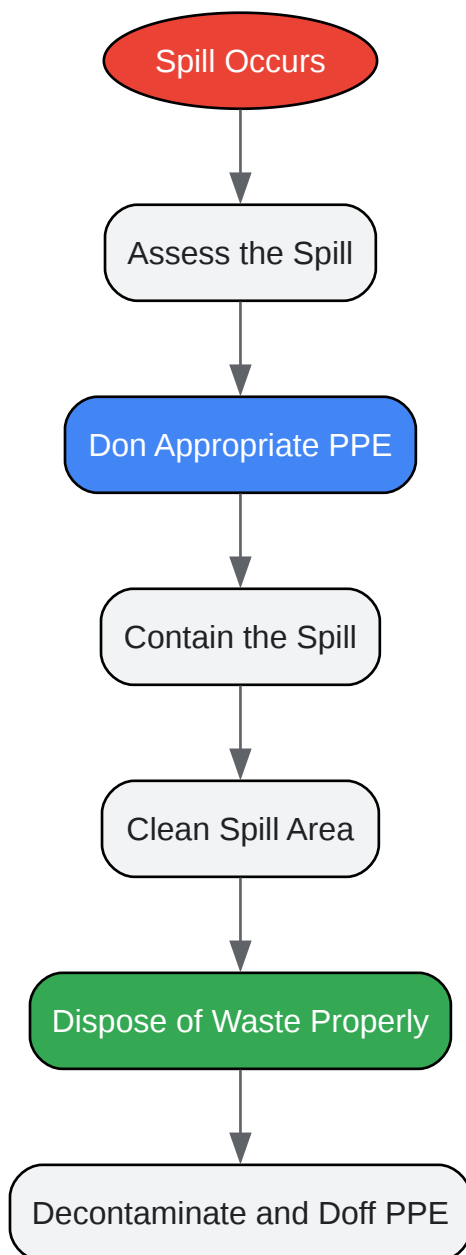 Spill Occurs
Assess the Spill
Don Appropriate PPE
Contain the Spill
Clean Spill Area
Dispose of Waste Properly
Decontaminate and Doff PPE